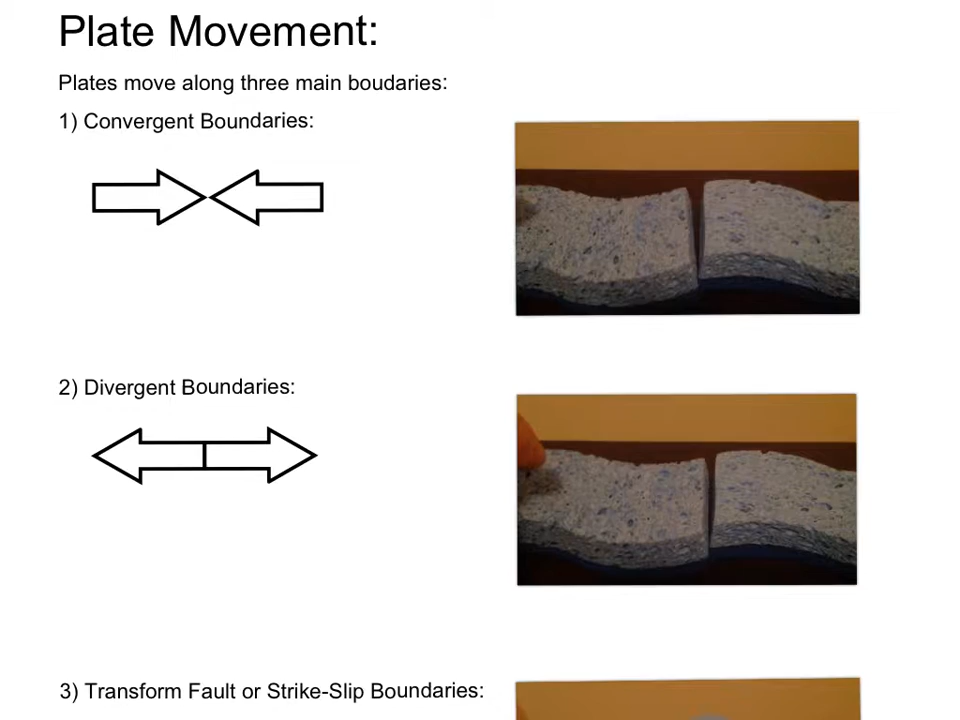 Plate Movement:
Plates move along three main boudaries:
1) Convergent Boundaries:
2) Divergent Boundaries:
3) Transform Fault or Strike-Slip Boundaries: